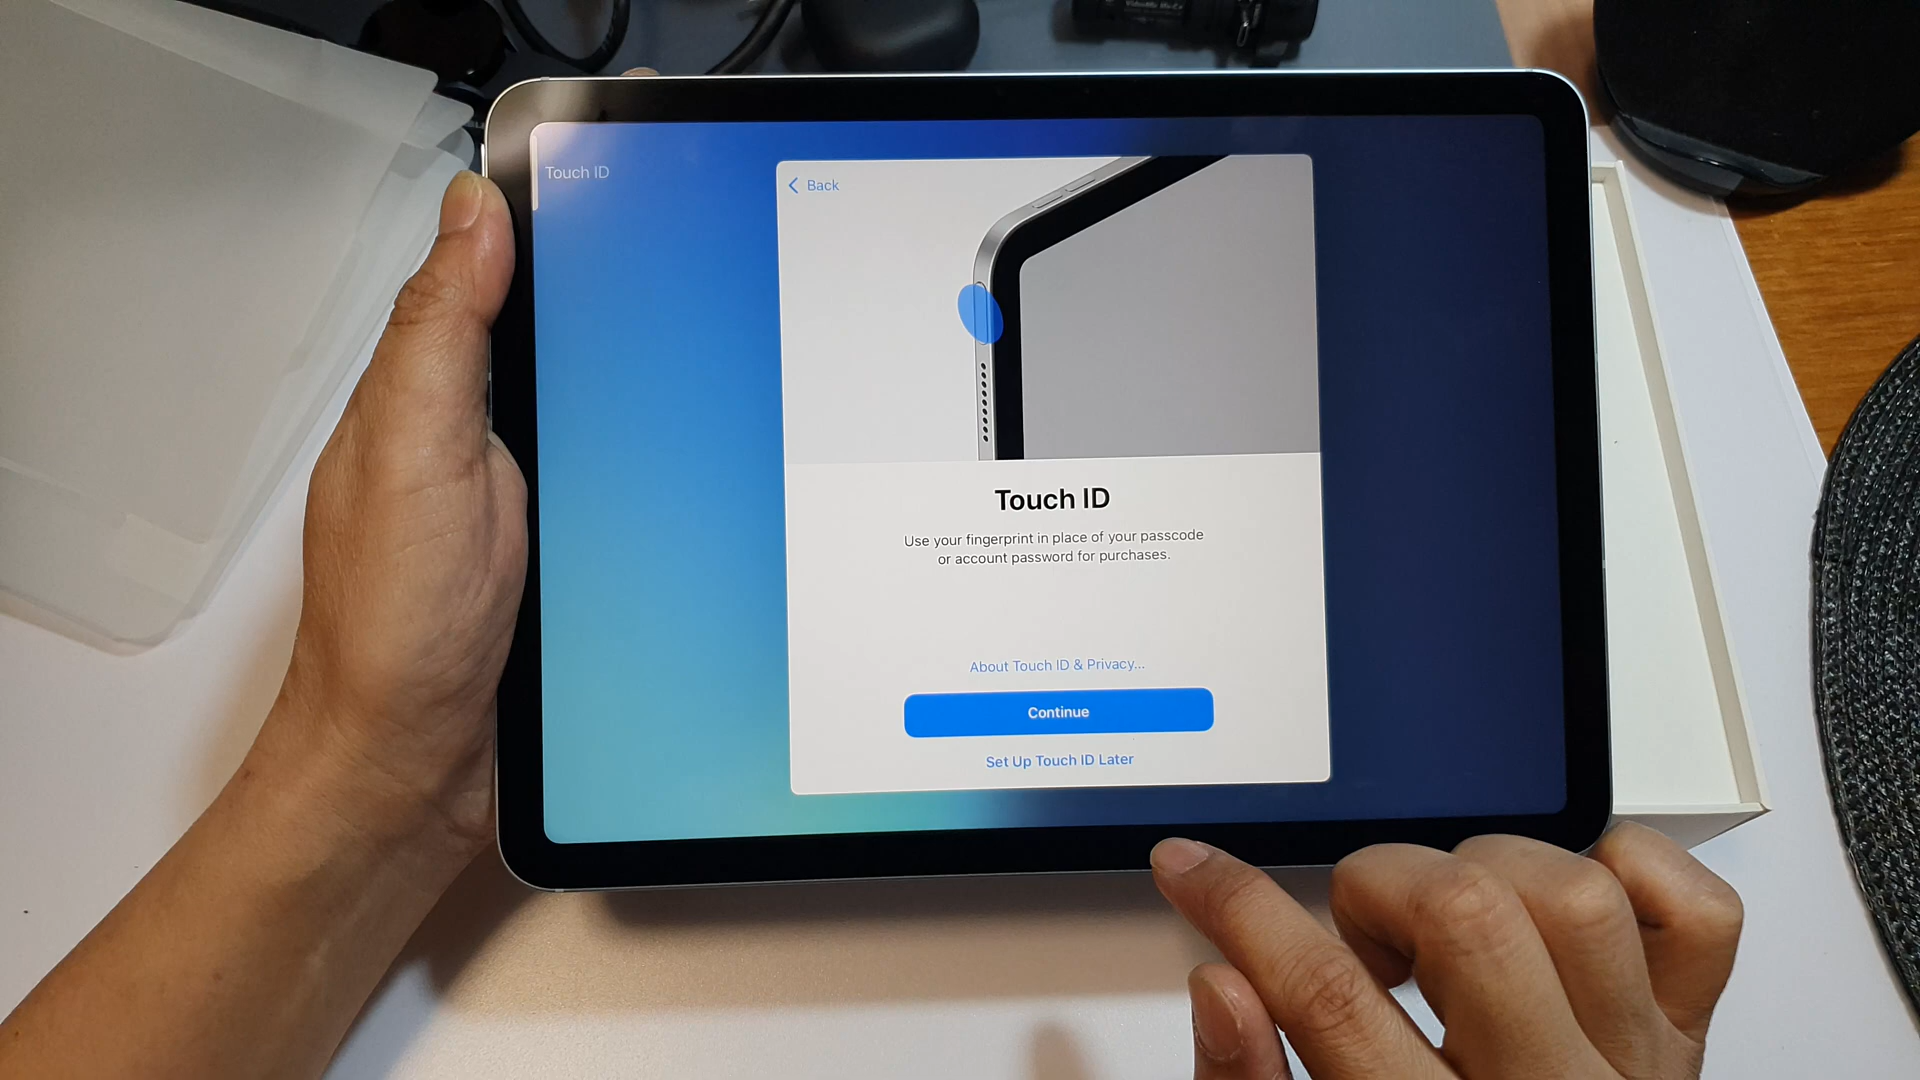 Touch ID
Back
Touch ID
Use your fingerprint in place of your passcode
or account password for purchases.
About Touch ID & Privacy...
Continue
Set Up Touch ID Later